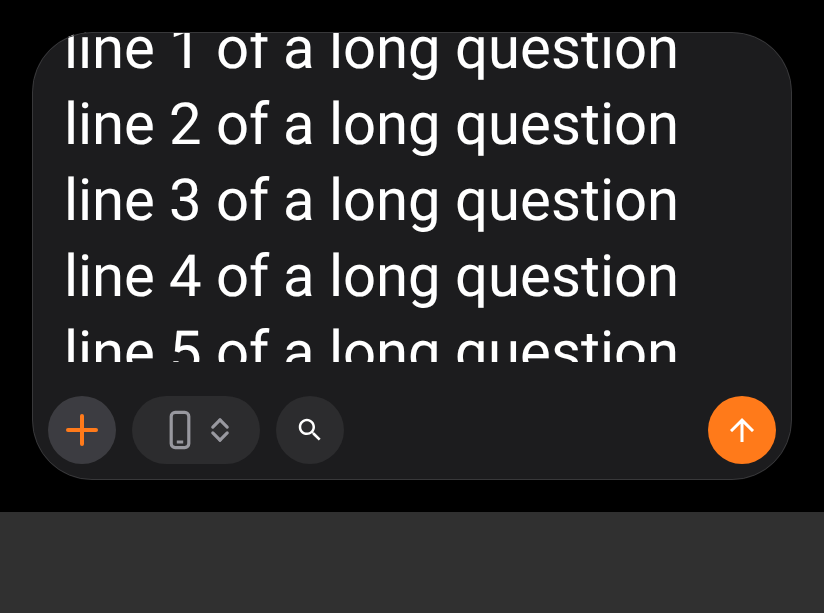 line 1 of a long question
line 2 of a long question
line 3 of a long question
line 4 of a long question
line 5 of a long question